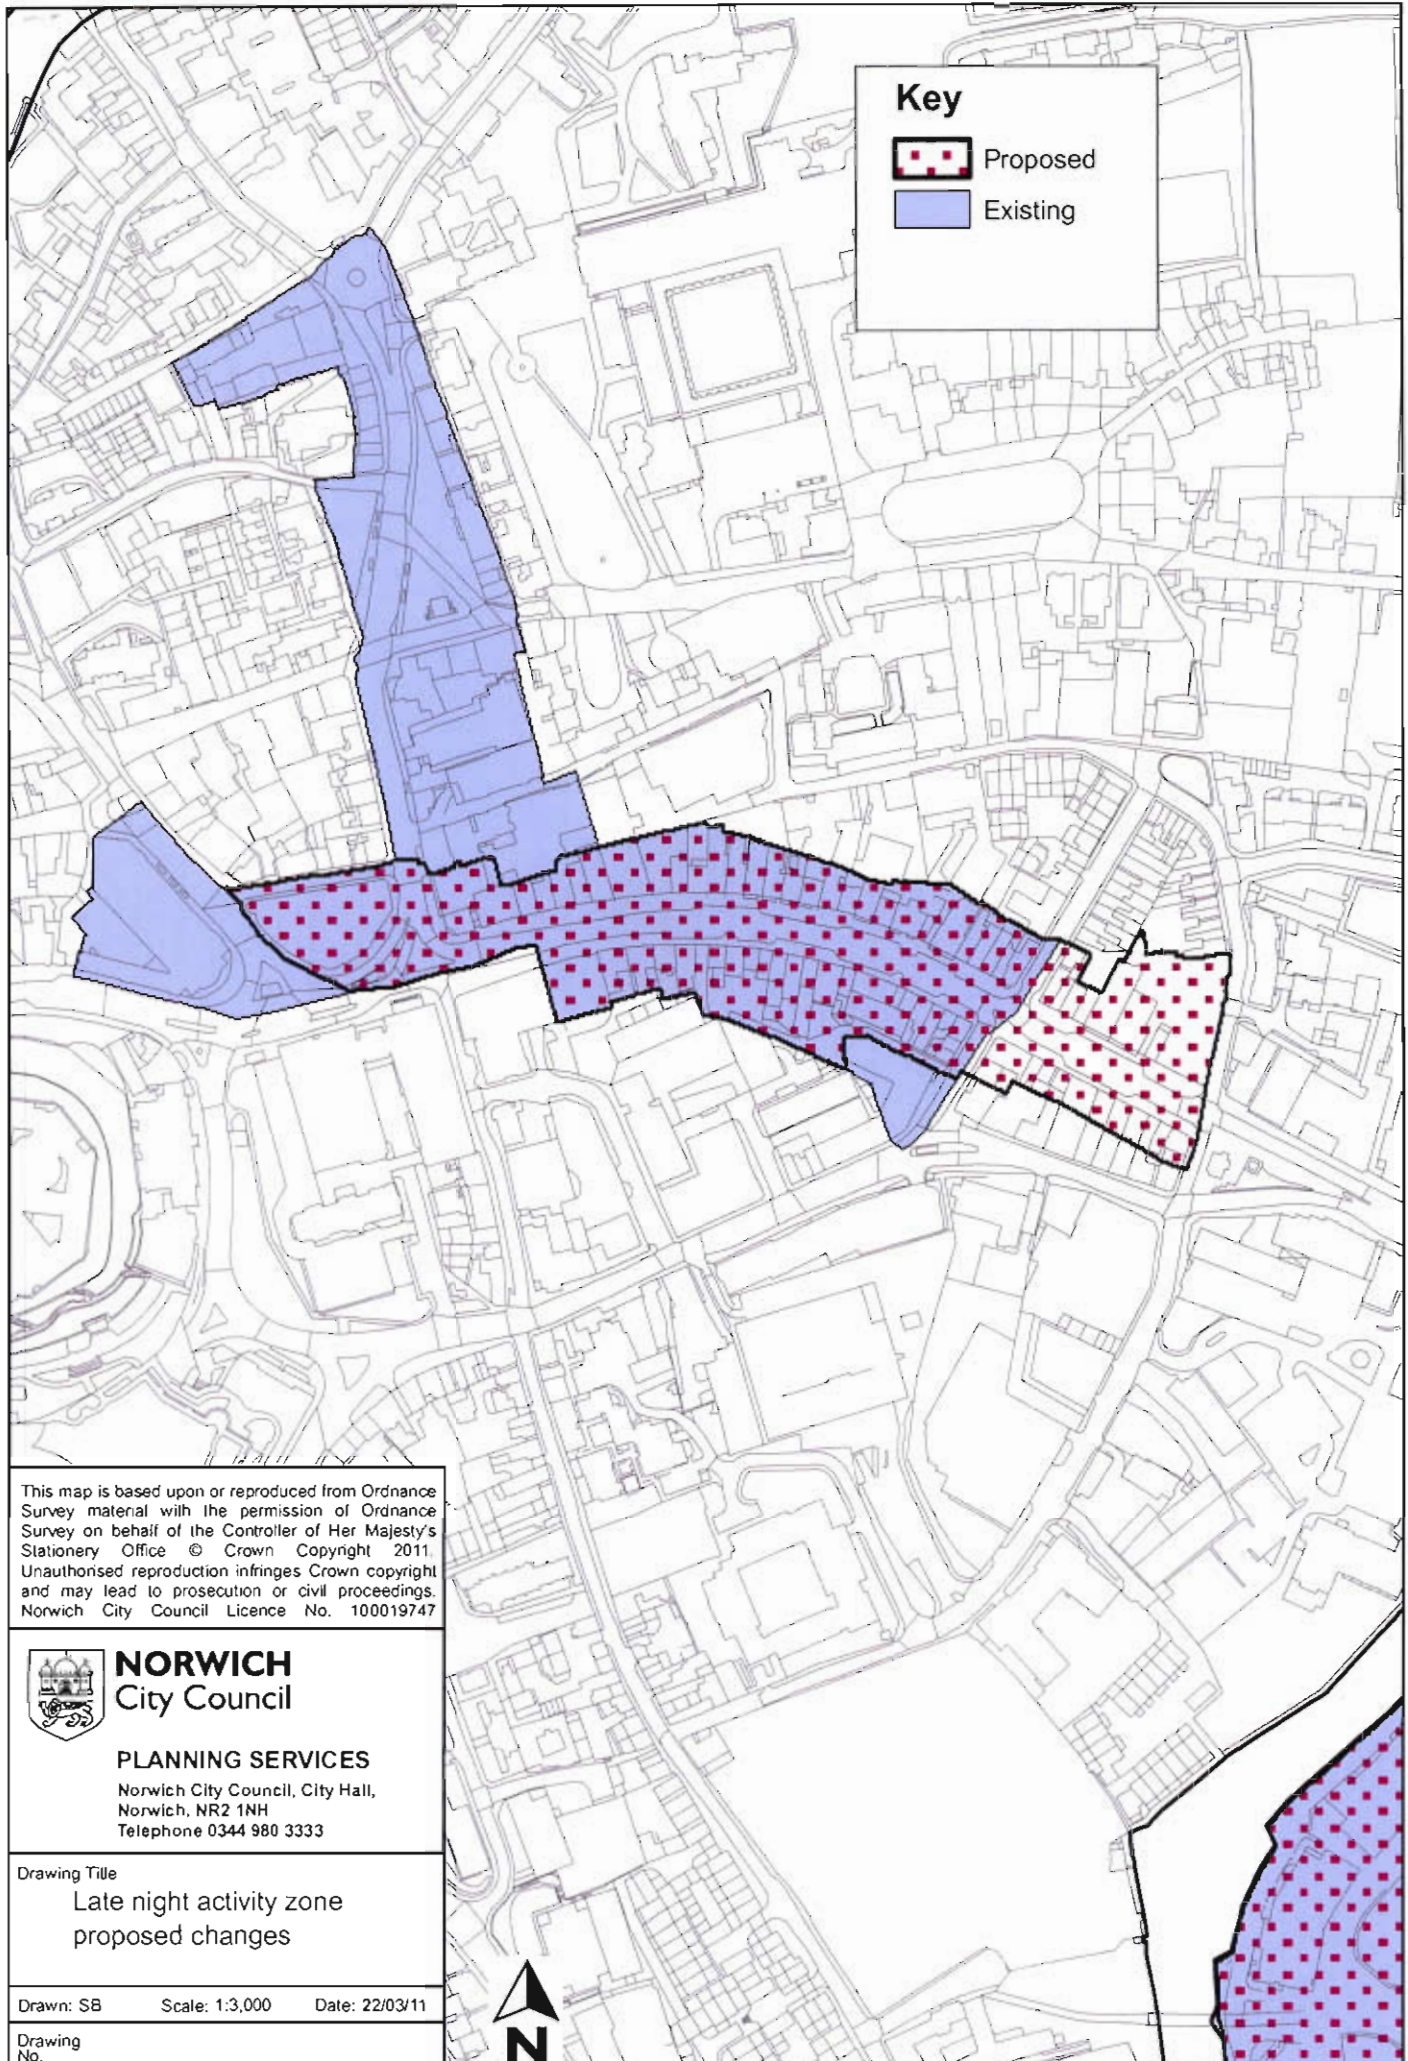 Key
Proposed
Existing
This map is based upon or reproduced from Ordnance
Survey material with the permission of Ordnance
Survey on behalf of the Controller of Her Majesty's
Stationery Office © Crown Copyright 2011.
Unauthorised reproduction infringes Crown copyright
and may lead to prosecution or civil proceedings.
Norwich City Council Licence No. 100019747
NORWICH
City Council
PLANNING SERVICES
Norwich City Council, City Hall,
Norwich, NR2 1NH
Telephone 0344 980 3333
Drawing Title
Late night activity zone
proposed changes
Drawn: SB Scale: 1:3,000 Date: 22/03/11
Drawing
No.
N